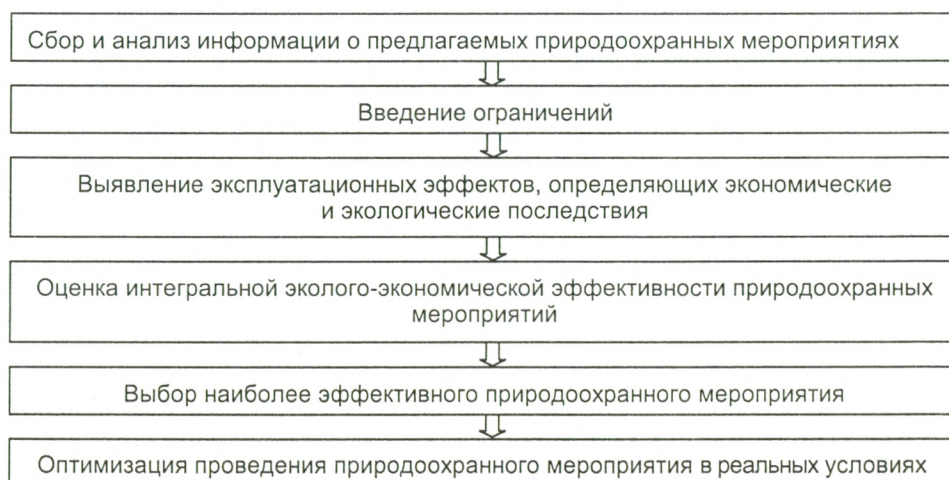 Сбор и анализ информации о предлагаемых природоохранных мероприятиях
Введение ограничений
Выявление эксплуатационных эффектов, определяющих экономические
и экологические последствия
Оценка интегральной эколого-экономической эффективности природоохранных
мероприятий
Выбор наиболее эффективного природоохранного мероприятия
Оптимизация проведения природоохранного мероприятия в реальных условиях